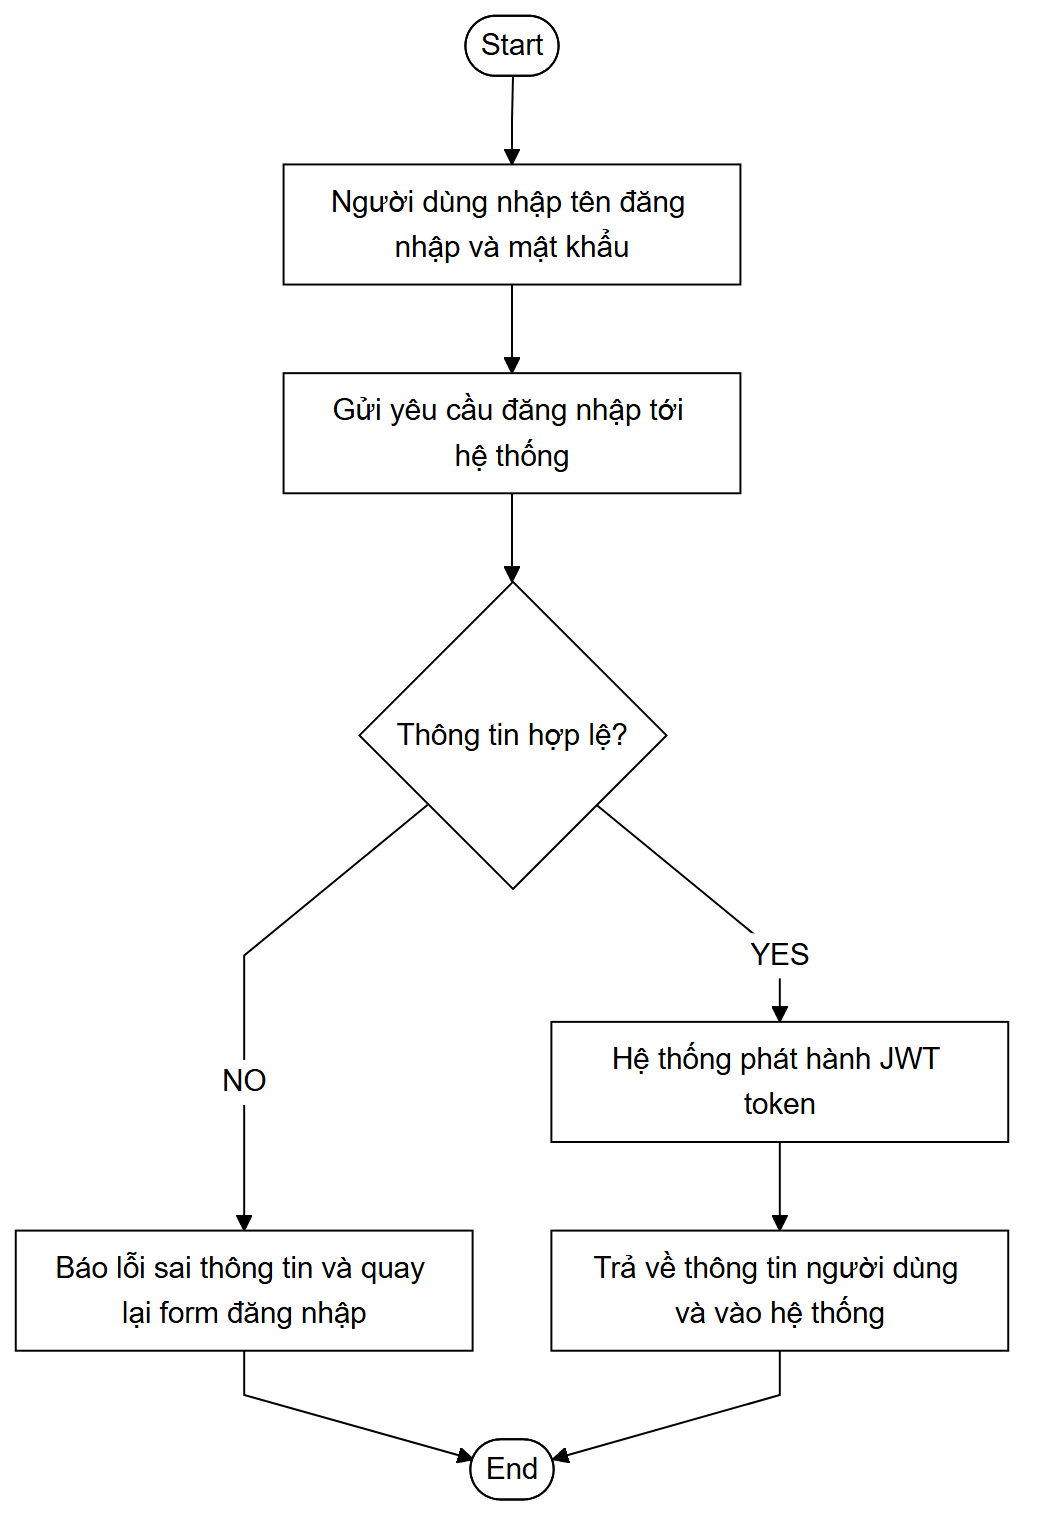 Start
Người dùng nhập tên đăng
nhập và mật khẩu
Gửi yêu cầu đăng nhập tới
hệ thống
Thông tin hợp lệ?
YES
NO
Hệ thống phát hành JWT
token
Báo lỗi sai thông tin và quay
lại form đăng nhập
Trả về thông tin người dùng
và vào hệ thống
End